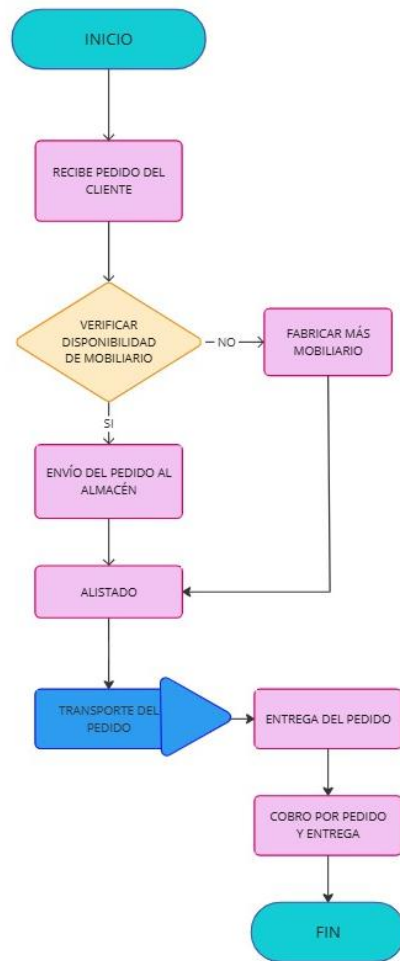 INICIO
RECIBE PEDIDO DEL
CLIENTE
VERIFICAR
DISPONIBILIDAD
DE MOBILIARIO
NO
FABRICAR MÁS
MOBILIARIO
SI
ENVÍO DEL PEDIDO AL
ALMACÉN
ALISTADO
TRANSPORTE DEL
PEDIDO
ENTREGA DEL PEDIDO
COBRO POR PEDIDO
Y ENTREGA
FIN